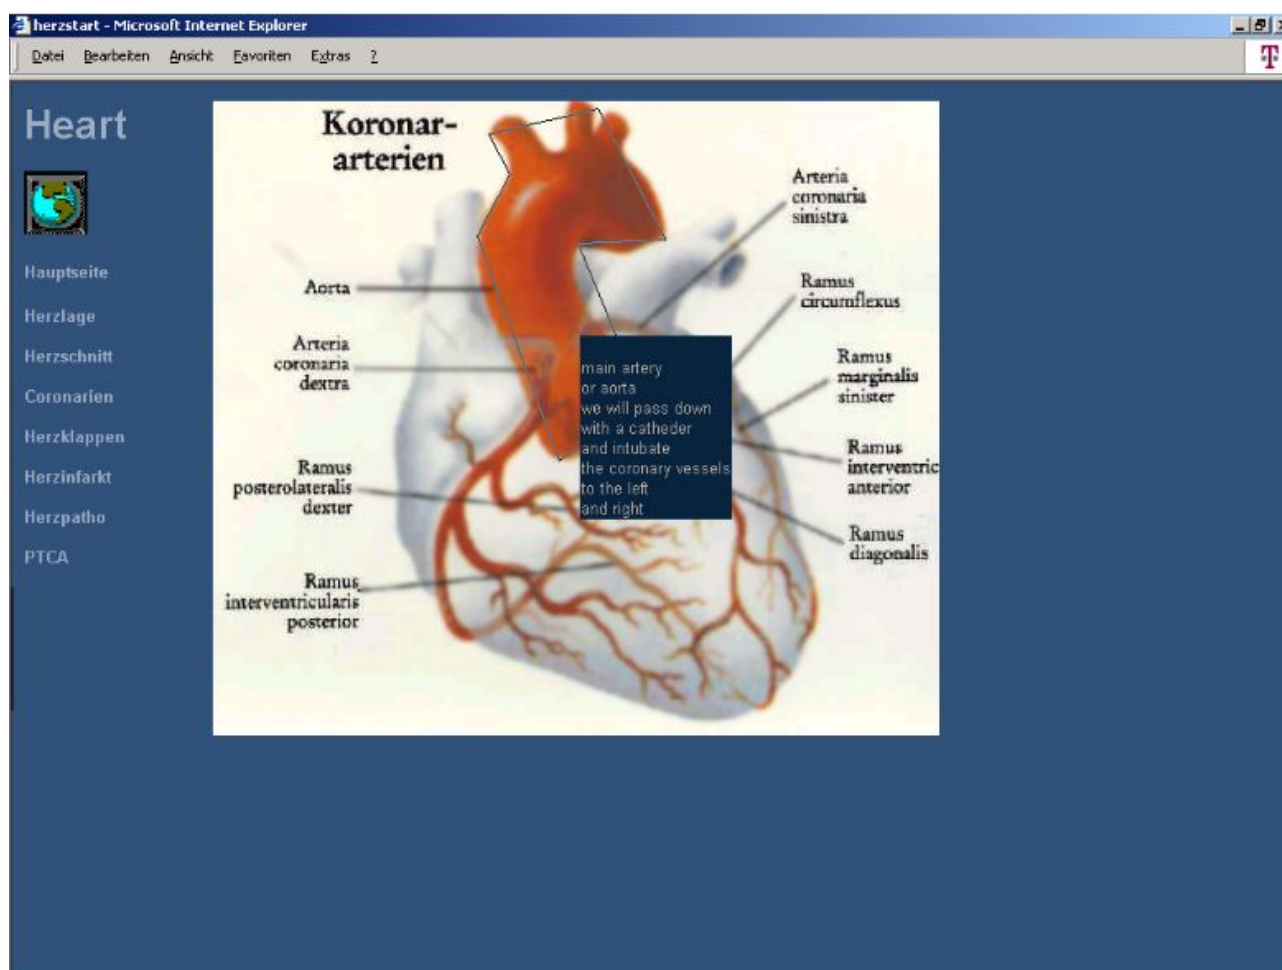 herzstart - Microsoft Internet Explorer
Datei Bearbeiten Ansicht Favoriten Extras ?
T
Heart
Hauptseite
Herzlage
Herzschnitt
Coronarien
Herzklappen
Herzinfarkt
Herzpatho
PTCA
Koronar-
arterien
Aorta
Arteria
coronaria
dextra
Ramus
posterolateralis
dexter
Ramus
interventricularis
posterior
main artery
or aorta
we will pass down
with a catheder
and intubate
the coronary vessels
to the left
and right
Arteria
coronaria
sinistra
Ramus
circumflexus
Ramus
marginalis
sinister
Ramus
interventric
anterior
Ramus
diagonalis